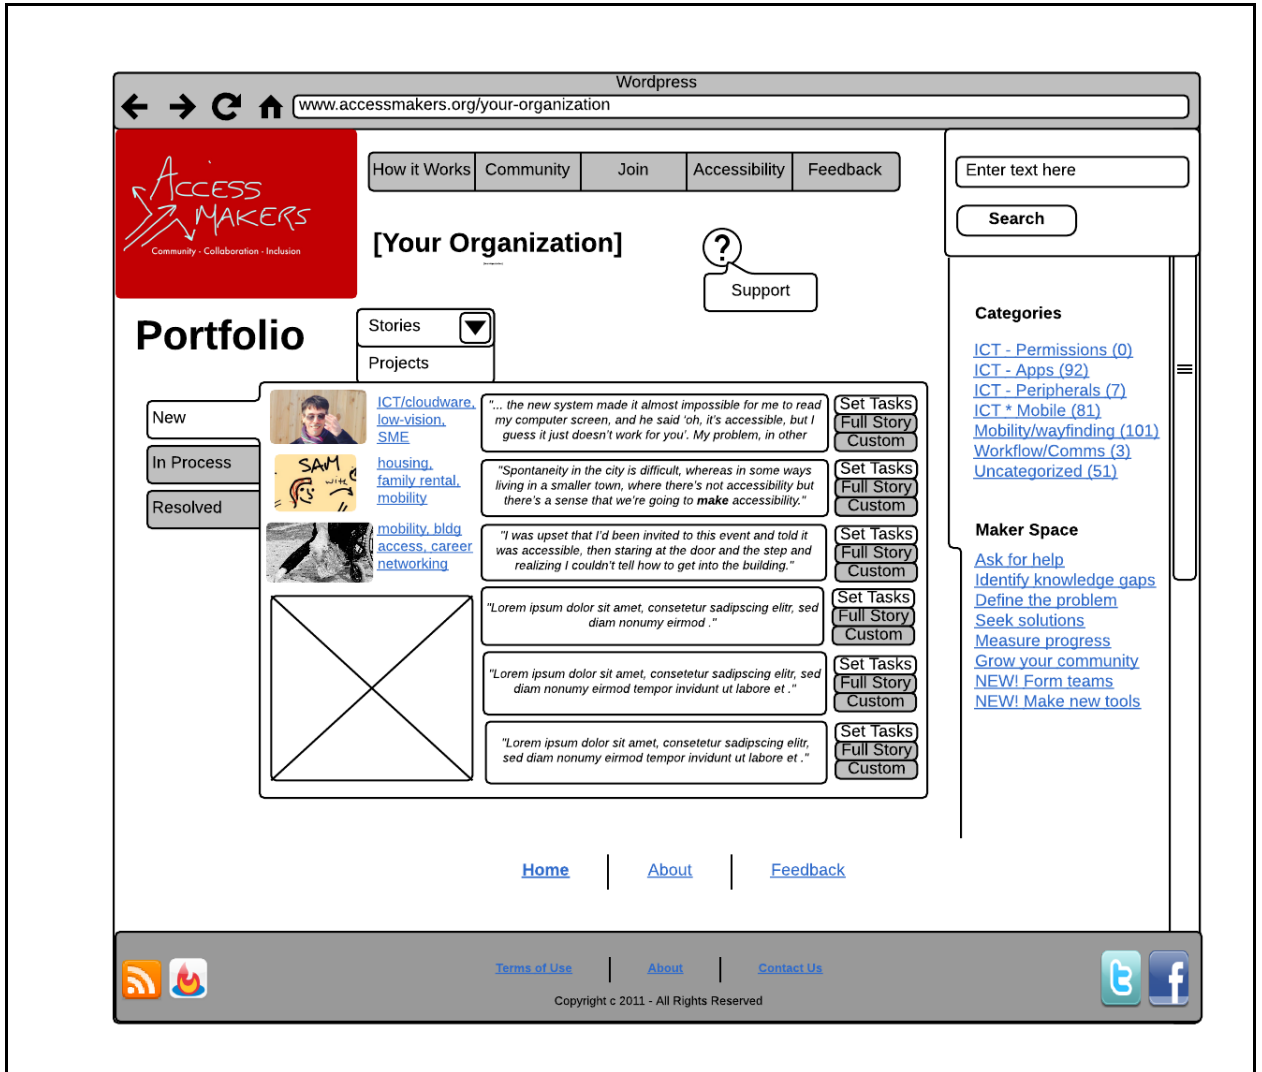 Wordpress
www.accessmakers.org/your-organization
ACCESS
MAKERS
Community - Collaboration - Inclusion
How it Works
Community
Join
Accessibility
Feedback
Enter text here
Search
[Your Organization]
?
Support
Portfolio
Stories
Projects
New
In Process
Resolved
ICT/cloudware,
low-vision,
SME
"... the new system made it almost impossible for me to read
my computer screen, and he said 'oh, it's accessible, but I
guess it just doesn't work for you'. My problem, in other
Set Tasks
Full Story
Custom
SAM
housing,
family rental,
mobility
"Spontaneity in the city is difficult, whereas in some ways
living in a smaller town, where there's not accessibility but
there's a sense that we're going to make accessibility."
Set Tasks
Full Story
Custom
mobility, bldg
access, career
networking
"I was upset that I'd been invited to this event and told it
was accessible, then staring at the door and the step and
realizing I couldn't tell how to get into the building."
Set Tasks
Full Story
Custom
"Lorem ipsum dolor sit amet, consetetur sadipscing elitr, sed
diam nonumy eirmod ."
Set Tasks
Full Story
Custom
"Lorem ipsum dolor sit amet, consetetur sadipscing elitr, sed
diam nonumy eirmod tempor invidunt ut labore et ."
Set Tasks
Full Story
Custom
"Lorem ipsum dolor sit amet, consetetur sadipscing elitr,
sed diam nonumy eirmod tempor invidunt ut labore et ."
Set Tasks
Full Story
Custom
Categories
ICT - Permissions (0)
ICT - Apps (92)
ICT - Peripherals (7)
ICT * Mobile (81)
Mobility/wayfinding (101)
Workflow/Comms (3)
Uncategorized (51)
Maker Space
Ask for help
Identify knowledge gaps
Define the problem
Seek solutions
Measure progress
Grow your community
NEW! Form teams
NEW! Make new tools
Home
About
Feedback
Terms of Use
About
Contact Us
Copyright c 2011 - All Rights Reserved